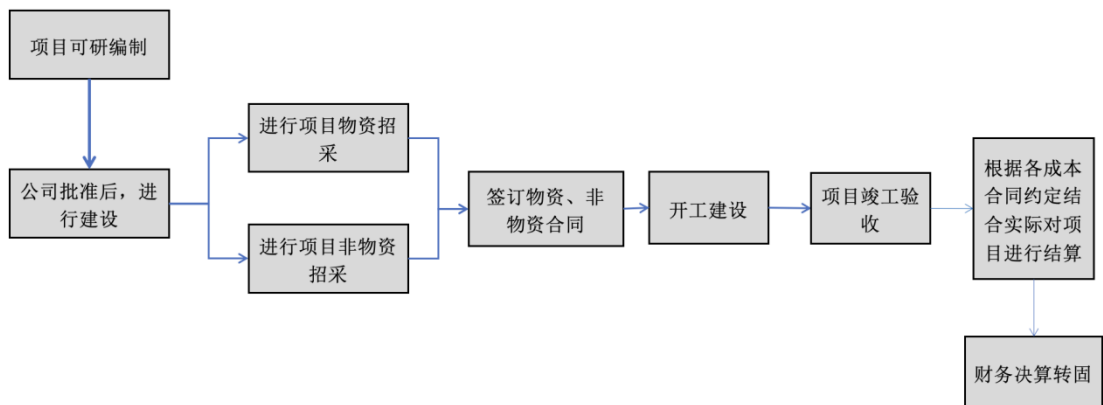 项目可研编制
公司批准后，进
行建设
进行项目物资招
采
进行项目非物资
招采
签订物资、非
物资合同
开工建设
项目竣工验
收
根据各成本
合同约定结
合实际对项
目进行结算
财务决算转固